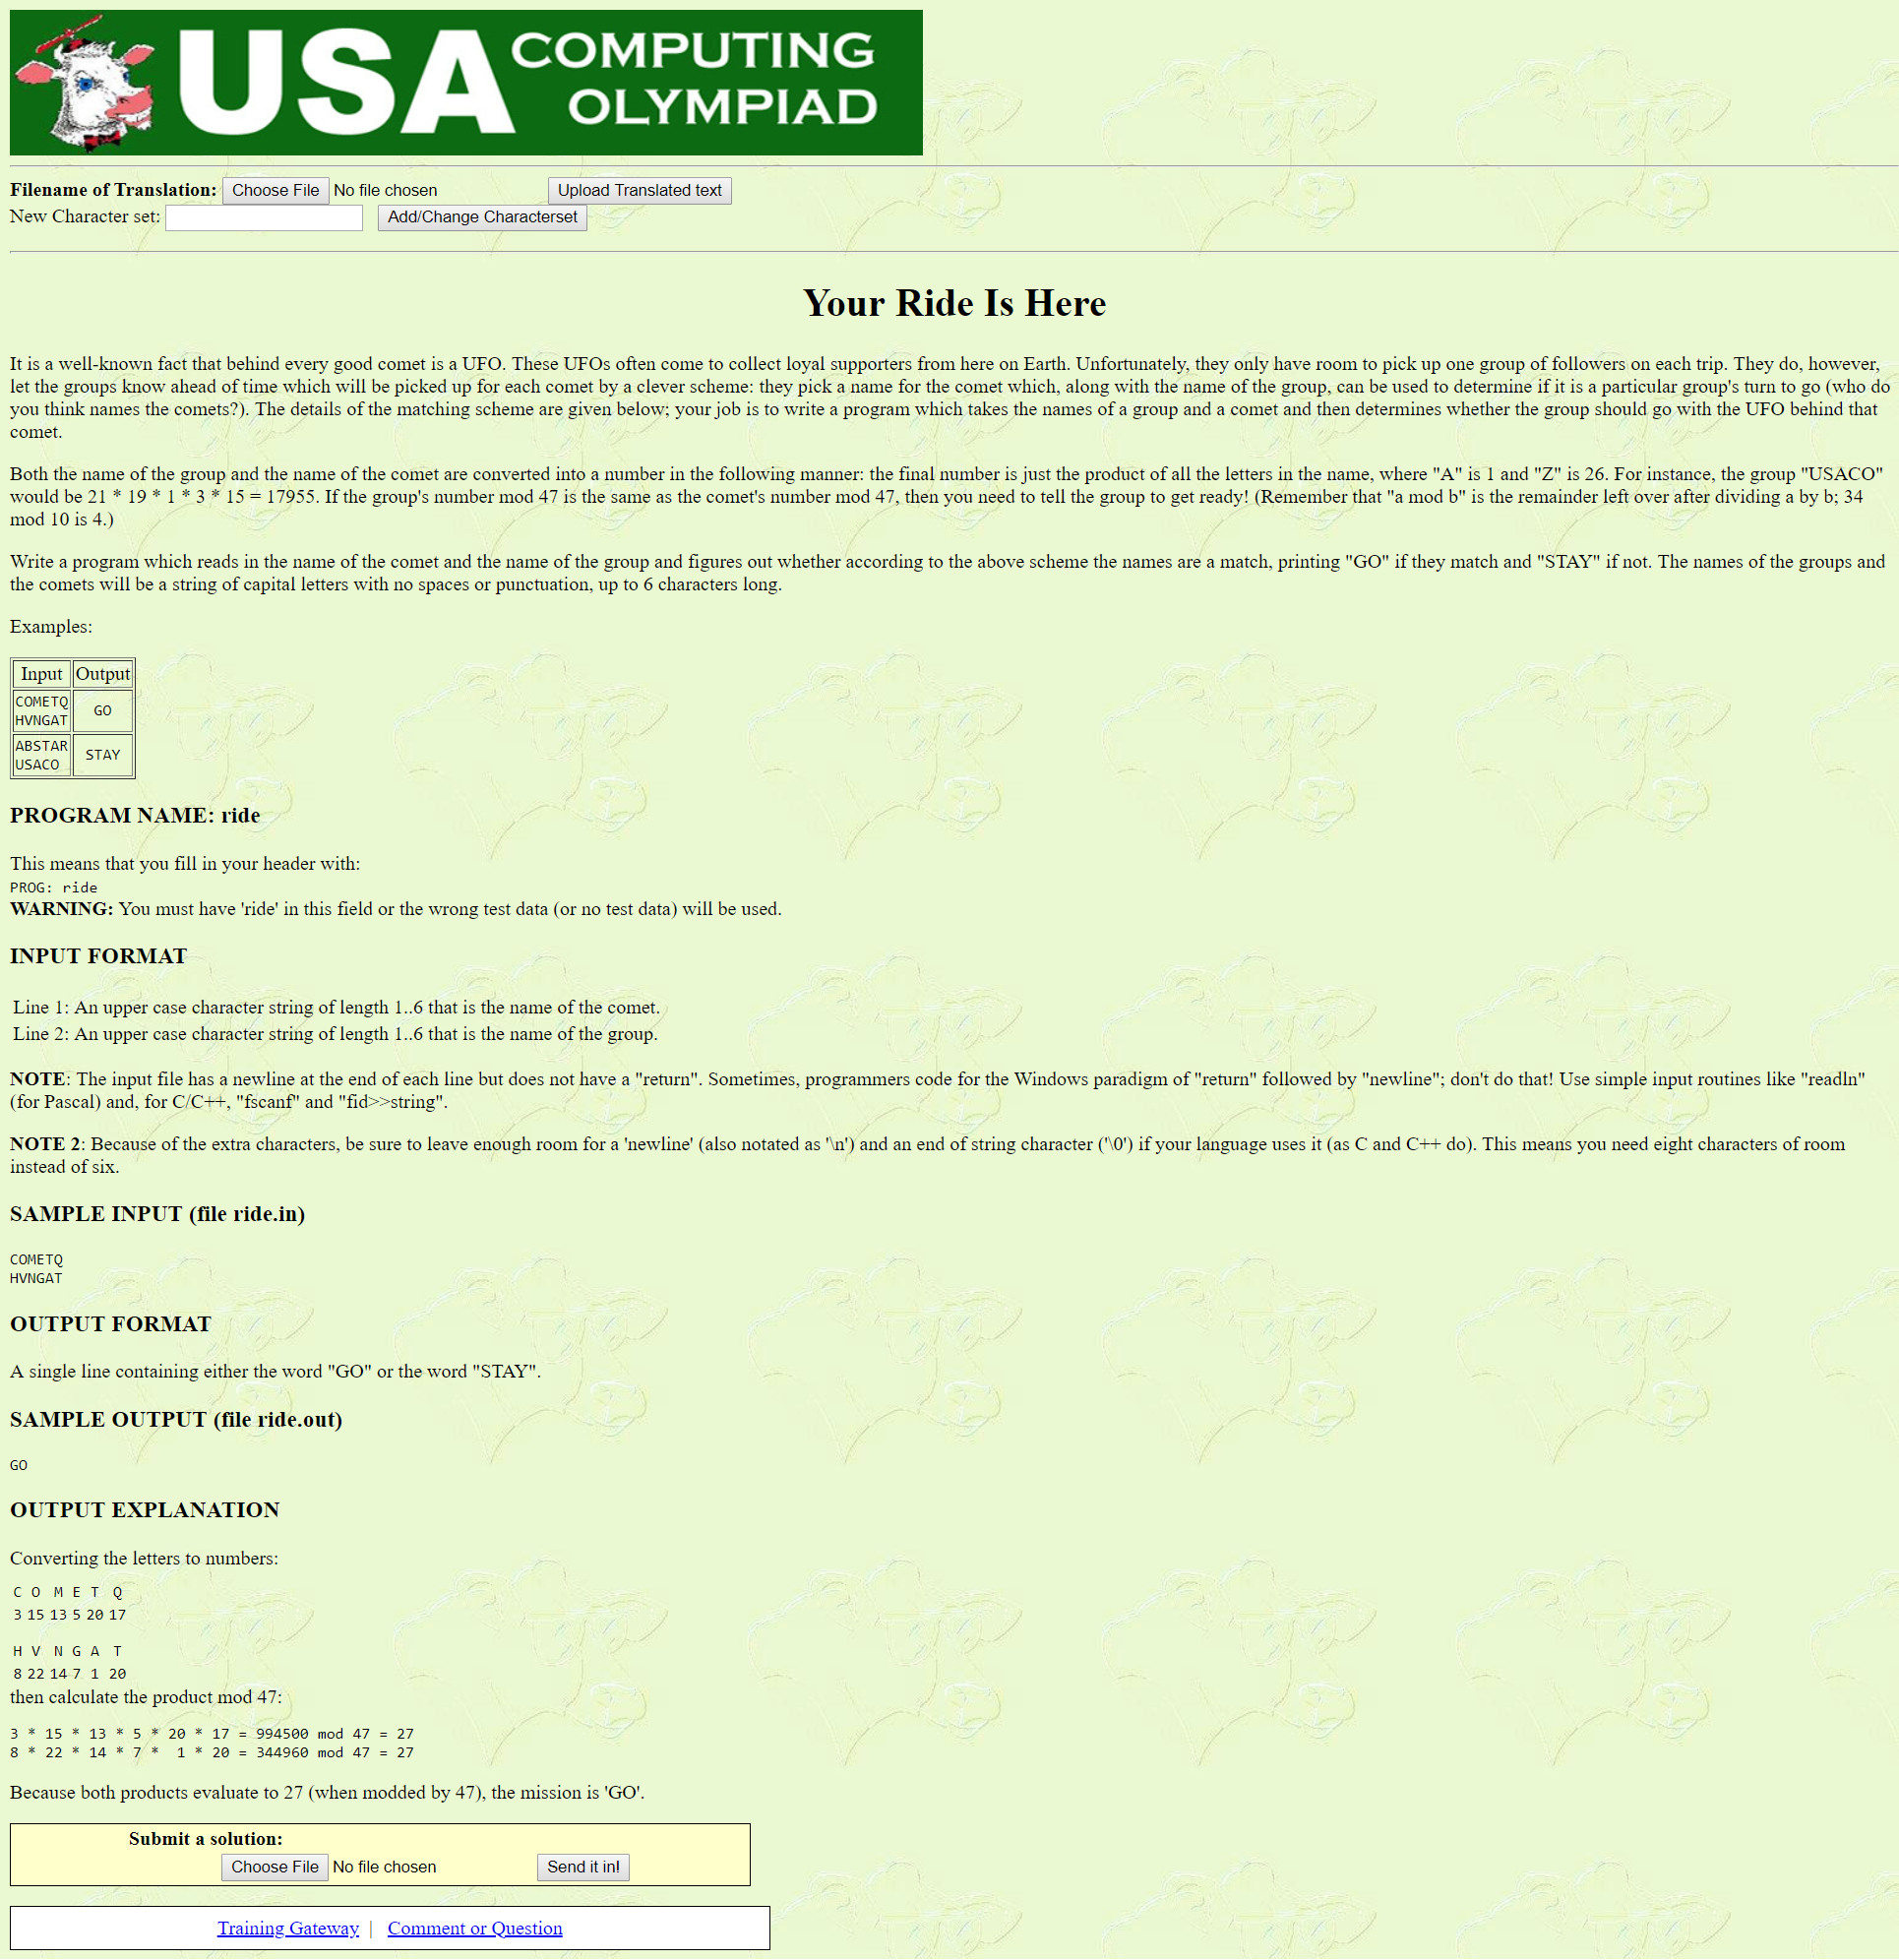 USA COMPUTING
OLYMPIAD
Filename of Translation: Choose File No file chosen Upload Translated text
New Character set: Add/Change Characterset
Your Ride Is Here
It is a well-known fact that behind every good comet is a UFO. These UFOs often come to collect loyal supporters from here on Earth. Unfortunately, they only have room to pick up one group of followers on each trip. They do, however,
let the groups know ahead of time which will be picked up for each comet by a clever scheme: they pick a name for the comet which, along with the name of the group, can be used to determine if it is a particular group's turn to go (who do
you think names the comets?). The details of the matching scheme are given below; your job is to write a program which takes the names of a group and a comet and then determines whether the group should go with the UFO behind that
comet.
Both the name of the group and the name of the comet are converted into a number in the following manner: the final number is just the product of all the letters in the name, where "A" is 1 and "Z" is 26. For instance, the group "USACO"
would be 21 * 19 * 1 * 3 * 15 = 17955. If the group's number mod 47 is the same as the comet's number mod 47, then you need to tell the group to get ready! (Remember that "a mod b" is the remainder left over after dividing a by b; 34
mod 10 is 4.)
Write a program which reads in the name of the comet and the name of the group and figures out whether according to the above scheme the names are a match, printing "GO" if they match and "STAY" if not. The names of the groups and
the comets will be a string of capital letters with no spaces or punctuation, up to 6 characters long.
Examples:
Input Output
COMETQ
HVNGAT GO
ABSTAR
USACO STAY
PROGRAM NAME: ride
This means that you fill in your header with:
PROG: ride
WARNING: You must have 'ride' in this field or the wrong test data (or no test data) will be used.
INPUT FORMAT
Line 1: An upper case character string of length 1..6 that is the name of the comet.
Line 2: An upper case character string of length 1..6 that is the name of the group.
NOTE: The input file has a newline at the end of each line but does not have a "return". Sometimes, programmers code for the Windows paradigm of "return" followed by "newline"; don't do that! Use simple input routines like "readln"
(for Pascal) and, for C/C++, "fscanf" and "fid>>string".
NOTE 2: Because of the extra characters, be sure to leave enough room for a 'newline' (also notated as '\n') and an end of string character ('\0') if your language uses it (as C and C++ do). This means you need eight characters of room
instead of six.
SAMPLE INPUT (file ride.in)
COMETQ
HVNGAT
OUTPUT FORMAT
A single line containing either the word "GO" or the word "STAY".
SAMPLE OUTPUT (file ride.out)
GO
OUTPUT EXPLANATION
Converting the letters to numbers:
C O M E T Q
3 15 13 5 20 17
H V N G A T
8 22 14 7 1 20
then calculate the product mod 47:
3 * 15 * 13 * 5 * 20 * 17 = 994500 mod 47 = 27
8 * 22 * 14 * 7 * 1 * 20 = 344960 mod 47 = 27
Because both products evaluate to 27 (when modded by 47), the mission is 'GO'.
Submit a solution:
Choose File No file chosen Send it in!
Training Gateway | Comment or Question